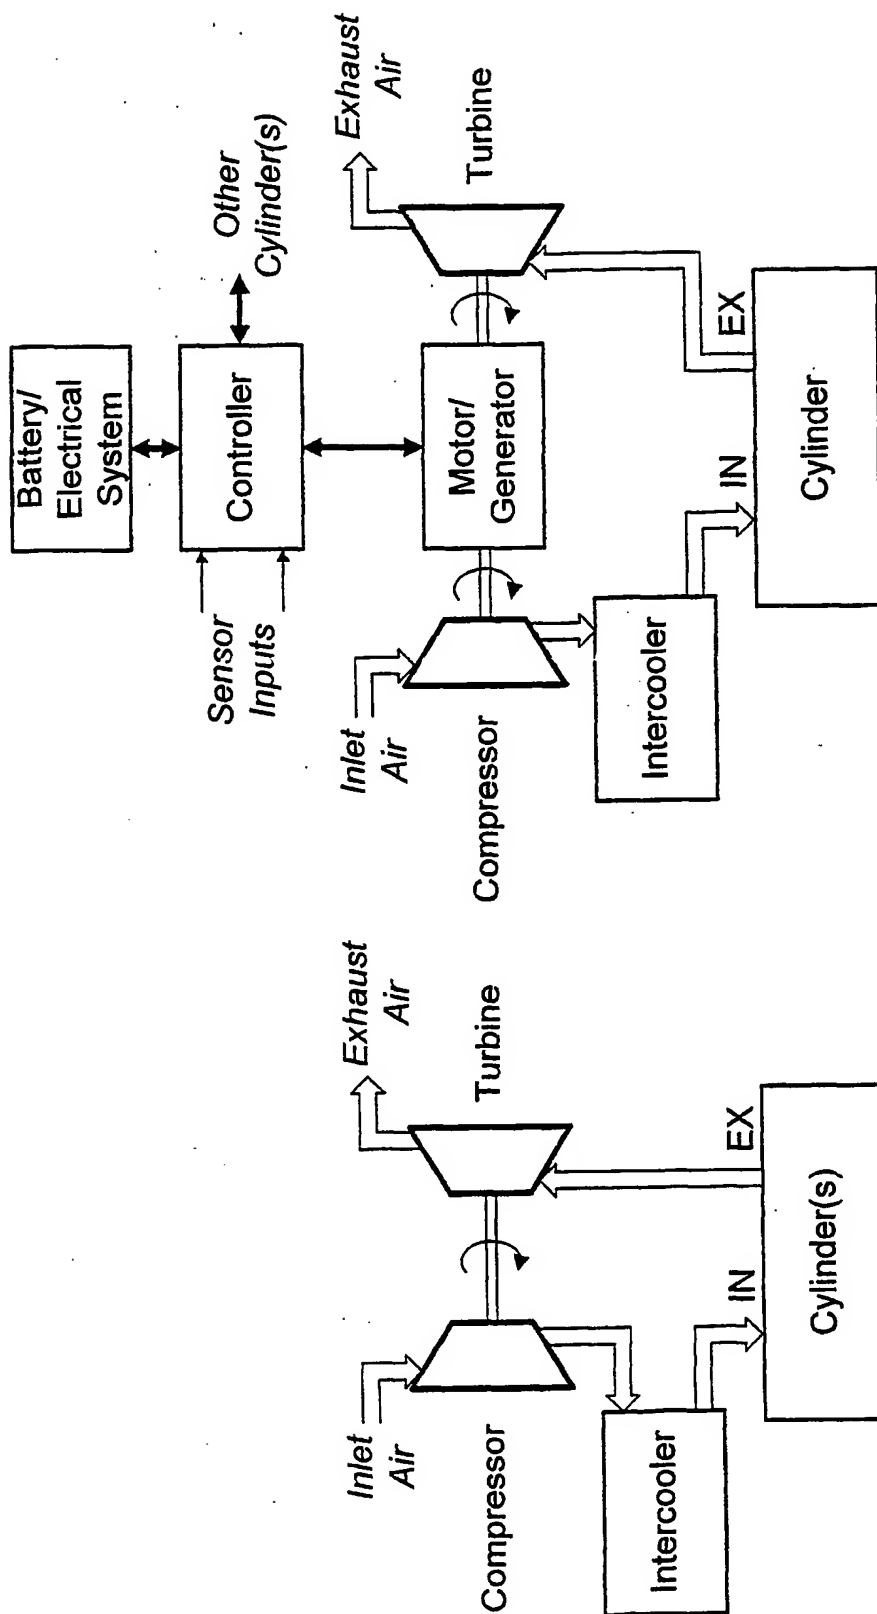 Inlet
Air
Exhaust
Air
Compressor
Turbine
Intercooler
IN
EX
Cylinder(s)
Battery/
Electrical
System
Sensor
Inputs
Controller
Other
Cylinder(s)
Inlet
Air
Exhaust
Air
Motor/
Generator
Compressor
Turbine
Intercooler
IN
EX
Cylinder